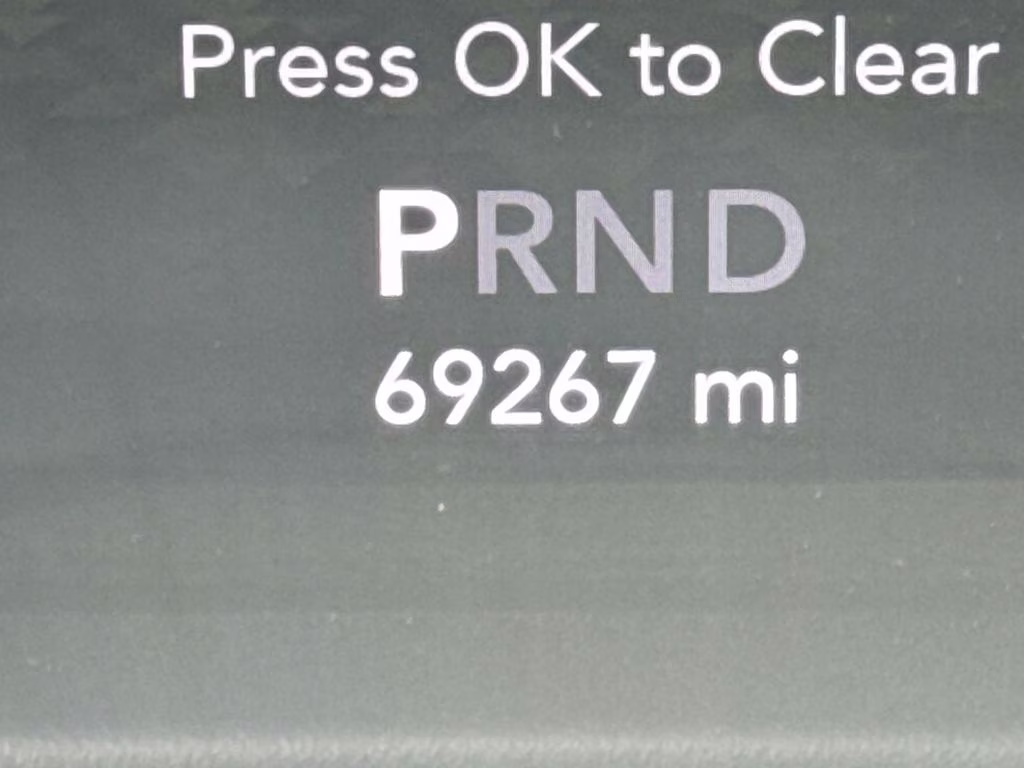 Press OK to Clear
PRND
69267 mi